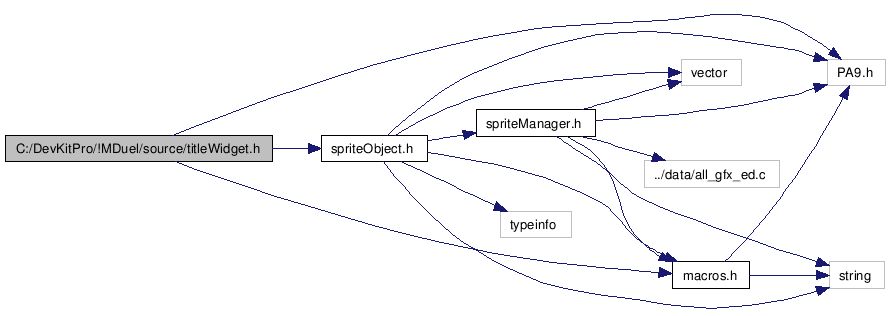 C:/DevKitPro/!MDuel/source/titleWidget.h
spriteObject.h
spriteManager.h
vector
PA9.h
../data/all_gfx_ed.c
typeinfo
macros.h
string